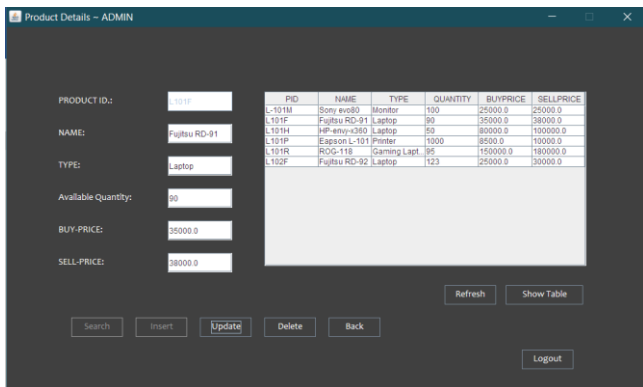 Product Details ~ ADMIN
PRODUCT ID.: L101F
NAME: Fujitsu RD-91
TYPE: Laptop
Available Quantity: 90
BUY-PRICE: 35000.0
SELL-PRICE: 38000.0
PID NAME TYPE QUANTITY BUYPRICE SELLPRICE
L-101M Sony evo80 Monitor 100 25000.0 25000.0
L101F Fujitsu RD-91 Laptop 90 35000.0 38000.0
L101H HP-envy-x360 Laptop 50 80000.0 100000.0
L101P Eapson L-101 Printer 1000 8500.0 10000.0
L101R ROG-118 Gaming Lapt... 95 150000.0 180000.0
L102F Fujitsu RD-92 Laptop 123 25000.0 30000.0
Refresh Show Table
Search Insert Update Delete Back
Logout